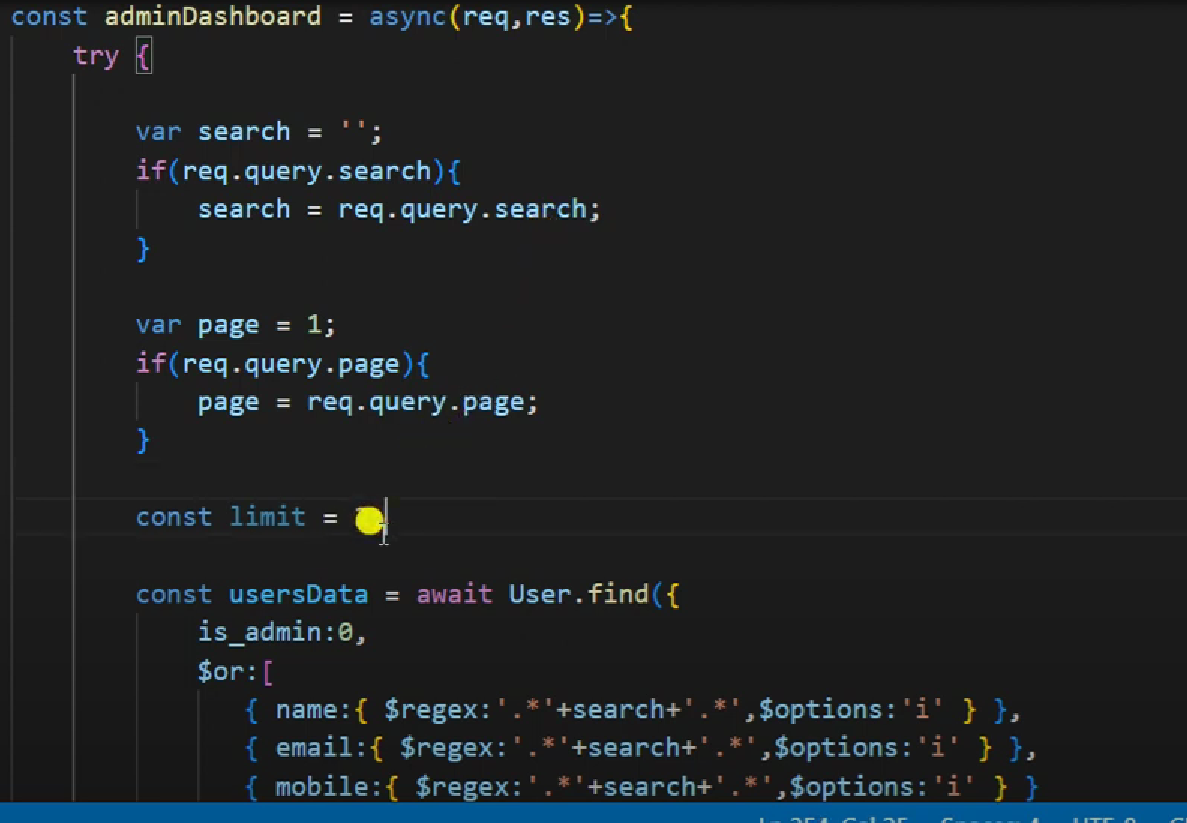 const adminDashboard = async(req,res)=>{
try {
var search = '';
if(req.query.search){
search = req.query.search;
}
var page = 1;
if(req.query.page){
page = req.query.page;
}
const limit =
const usersData = await User.find({
is_admin:0,
$or:[
{ name:{ $regex:'.*'+search+'.*',$options:'i' } },
{ email:{ $regex:'.*'+search+'.*',$options:'i' } },
{ mobile:{ $regex:'.*'+search+'.*',$options:'i' } }